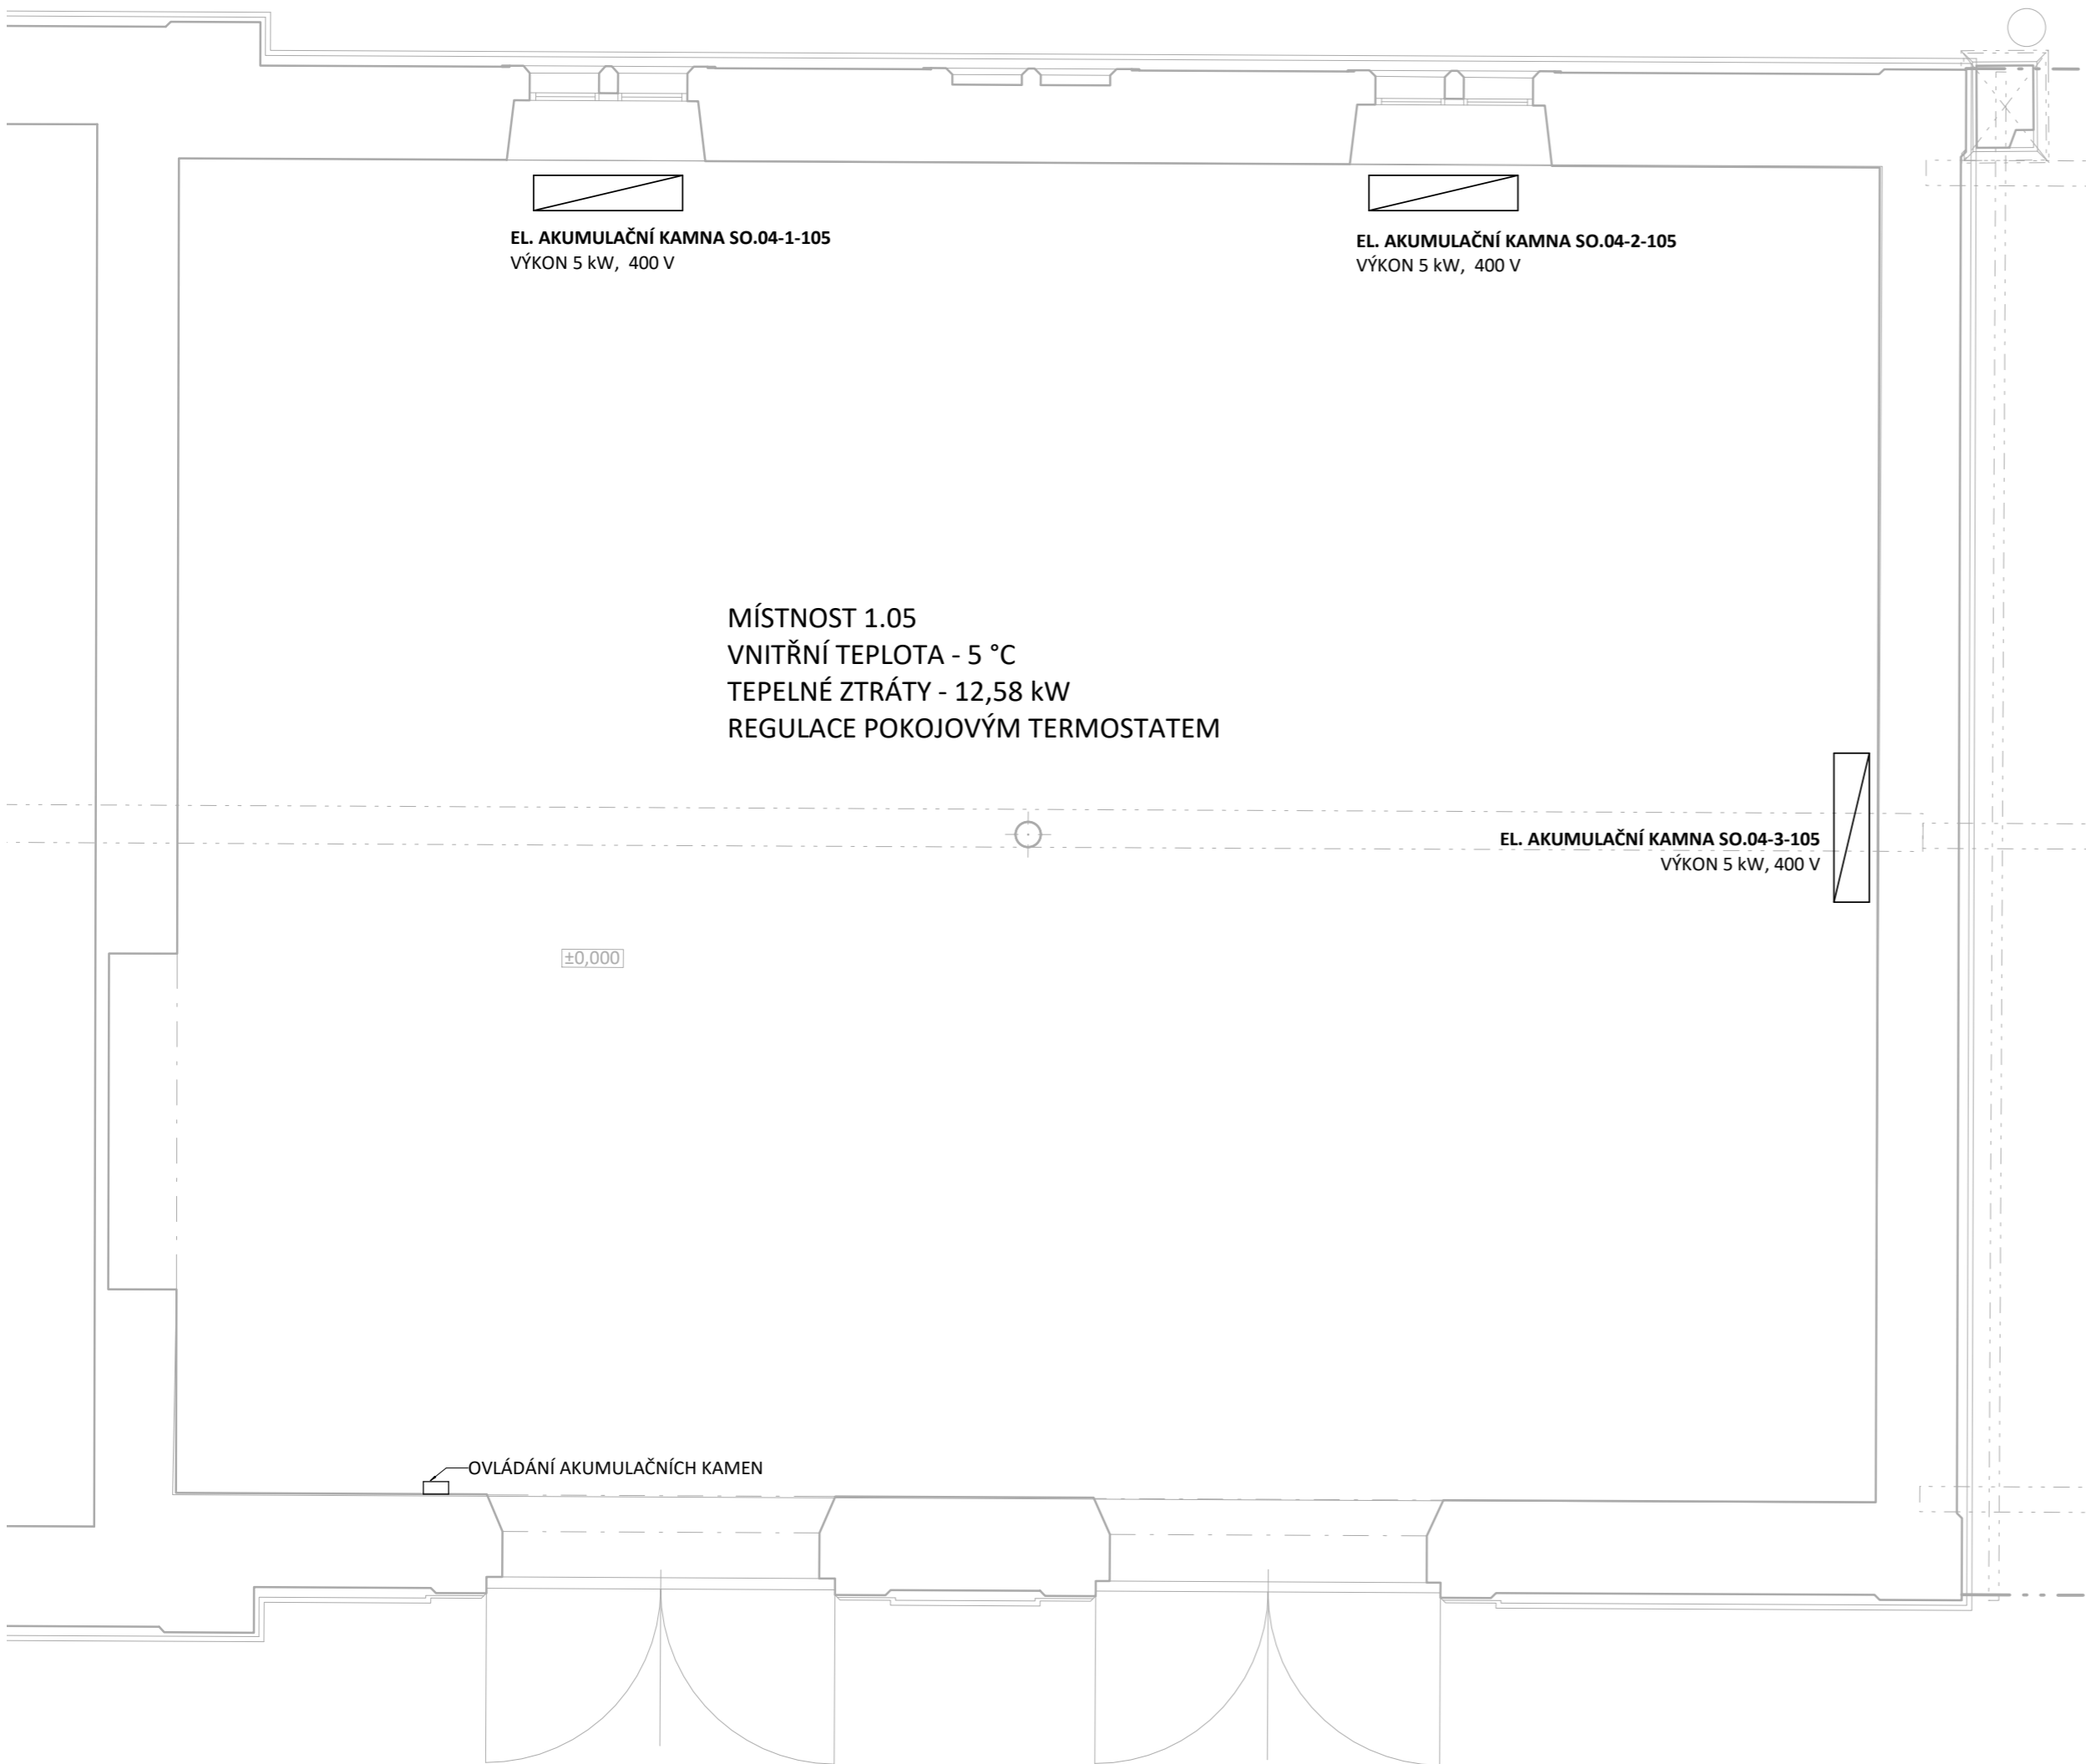 EL. AKUMULAČNÍ KAMNA SO.04-1-105
VÝKON 5 kW, 400 V
EL. AKUMULAČNÍ KAMNA SO.04-2-105
VÝKON 5 kW, 400 V
MÍSTNOST 1.05
VNITŘNÍ TEPLOTA - 5 °C
TEPELNÉ ZTRÁTY - 12,58 kW
REGULACE POKOJOVÝM TERMOSTATEM
EL. AKUMULAČNÍ KAMNA SO.04-3-105
VÝKON 5 kW, 400 V
±0,000
OVLÁDÁNÍ AKUMULAČNÍCH KAMEN